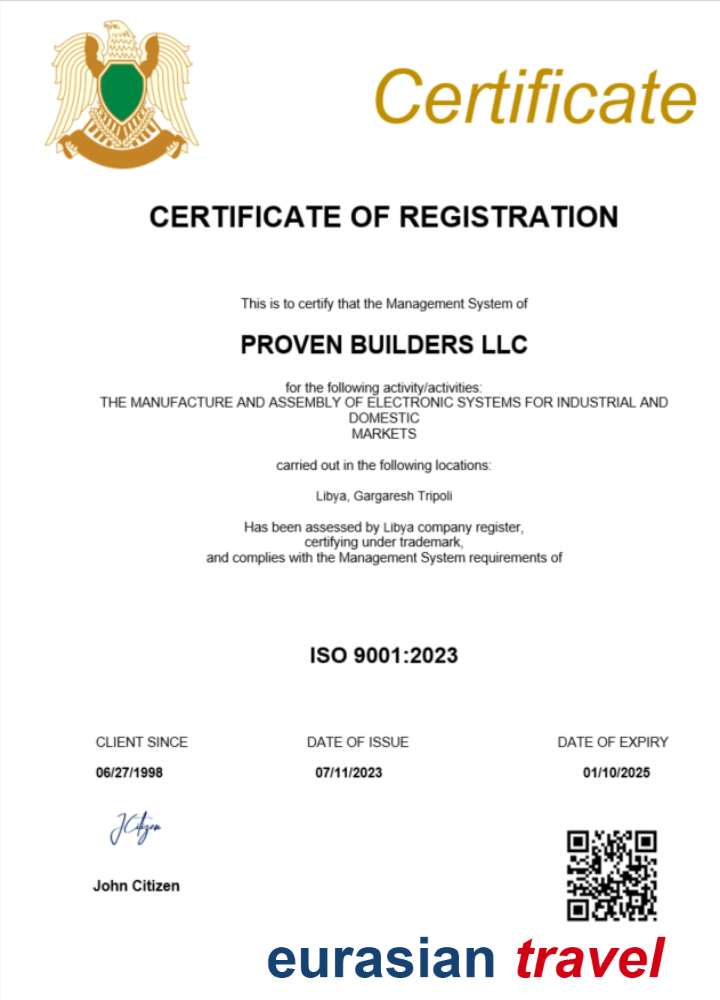 Certificate
CERTIFICATE OF REGISTRATION
This is to certify that the Management System of
PROVEN BUILDERS LLC
for the following activity/activities:
THE MANUFACTURE AND ASSEMBLY OF ELECTRONIC SYSTEMS FOR INDUSTRIAL AND
DOMESTIC
MARKETS
carried out in the following locations:
Libya, Gargaresh Tripoli
Has been assessed by Libya company register,
certifying under trademark,
and complies with the Management System requirements of
ISO 9001:2023
CLIENT SINCE DATE OF ISSUE DATE OF EXPIRY
06/27/1998 07/11/2023 01/10/2025
JCitizen
John Citizen
eurasian travel